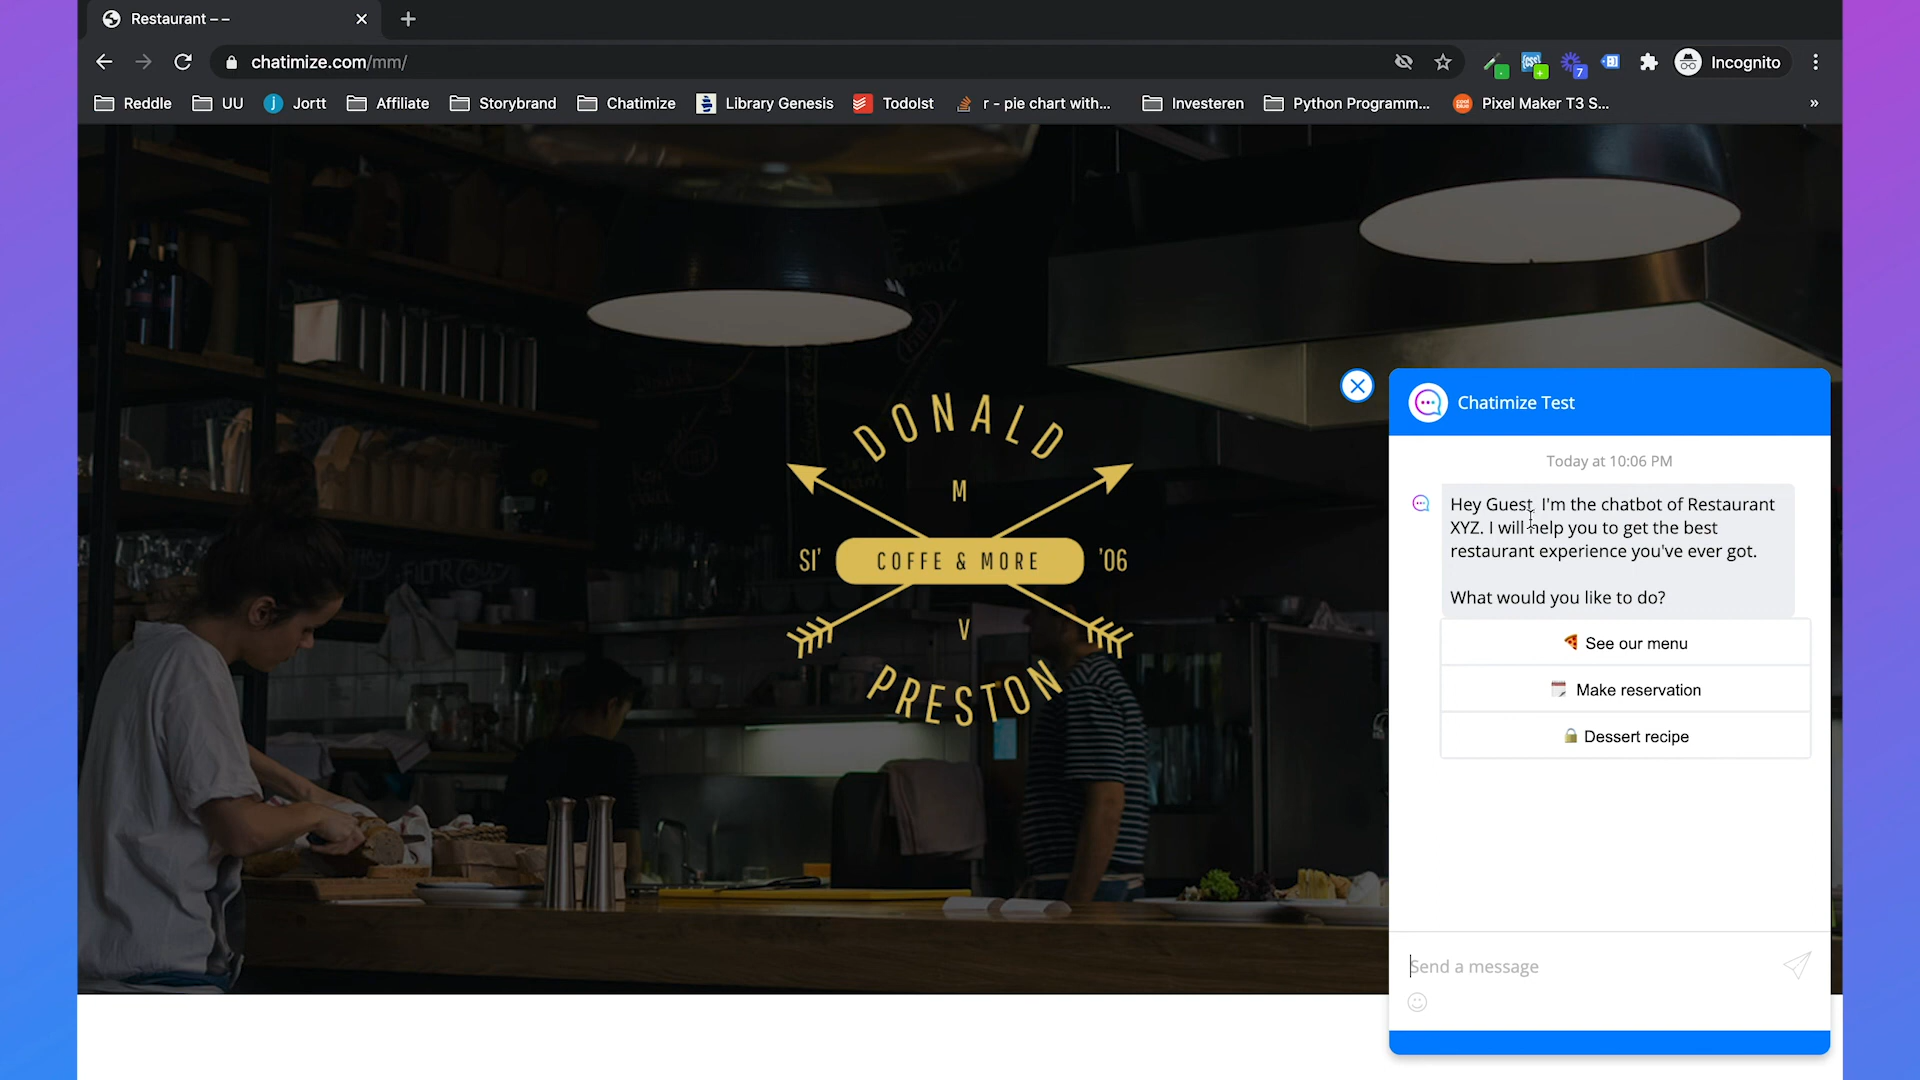 Restaurant – –
chatimize.com/mm/
7
Incognito
Reddle
UU
Jortt
Affiliate
Storybrand
Chatimize
Library Genesis
Todoist
r - pie chart with...
Investeren
Python Programm...
Pixel Maker T3 S...
»
DONALD
M
SI' COFFE & MORE '06
V
PRESTON
Chatimize Test
Today at 10:06 PM
Hey Guest, I'm the chatbot of Restaurant
XYZ. I will help you to get the best
restaurant experience you've ever got.
What would you like to do?
See our menu
Make reservation
Dessert recipe
Send a message